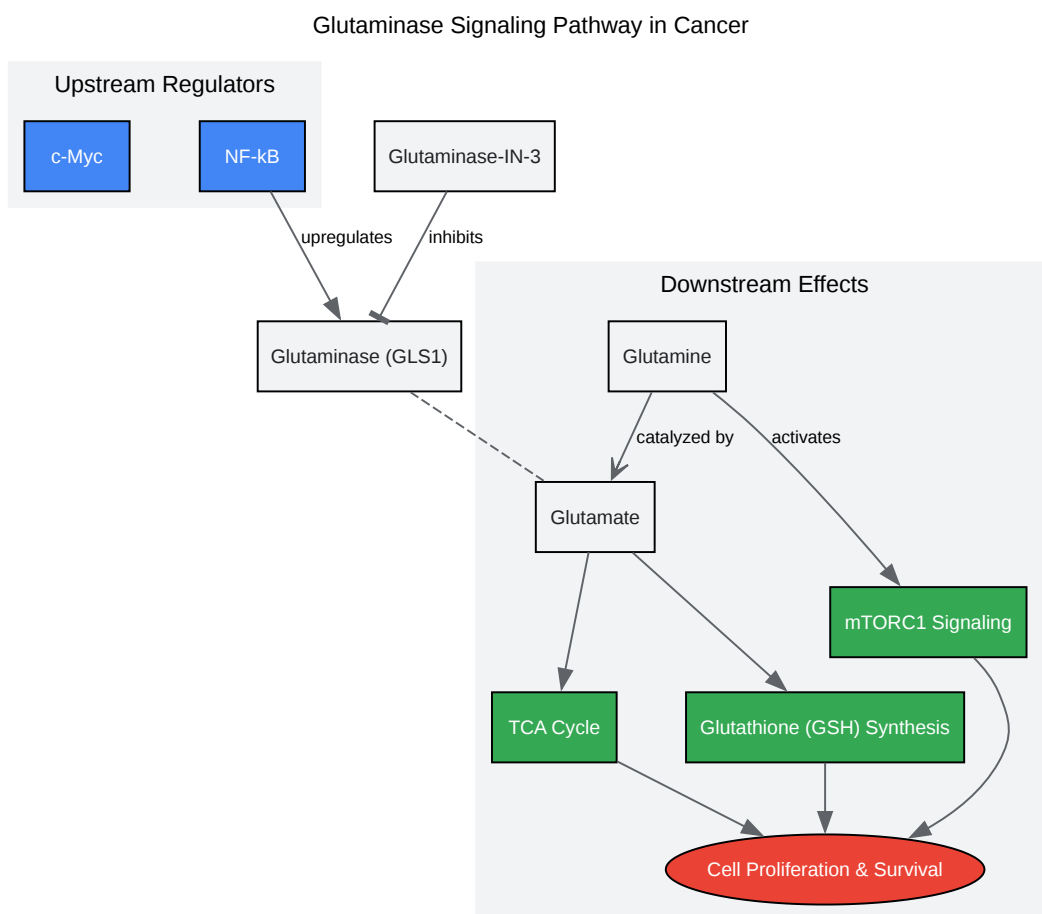 Glutaminase Signaling Pathway in Cancer
Upstream Regulators
c-Myc
NF-kB
Glutaminase-IN-3
upregulates
inhibits
Downstream Effects
Glutaminase (GLS1)
Glutamine
catalyzed by
activates
Glutamate
mTORC1 Signaling
TCA Cycle
Glutathione (GSH) Synthesis
Cell Proliferation & Survival